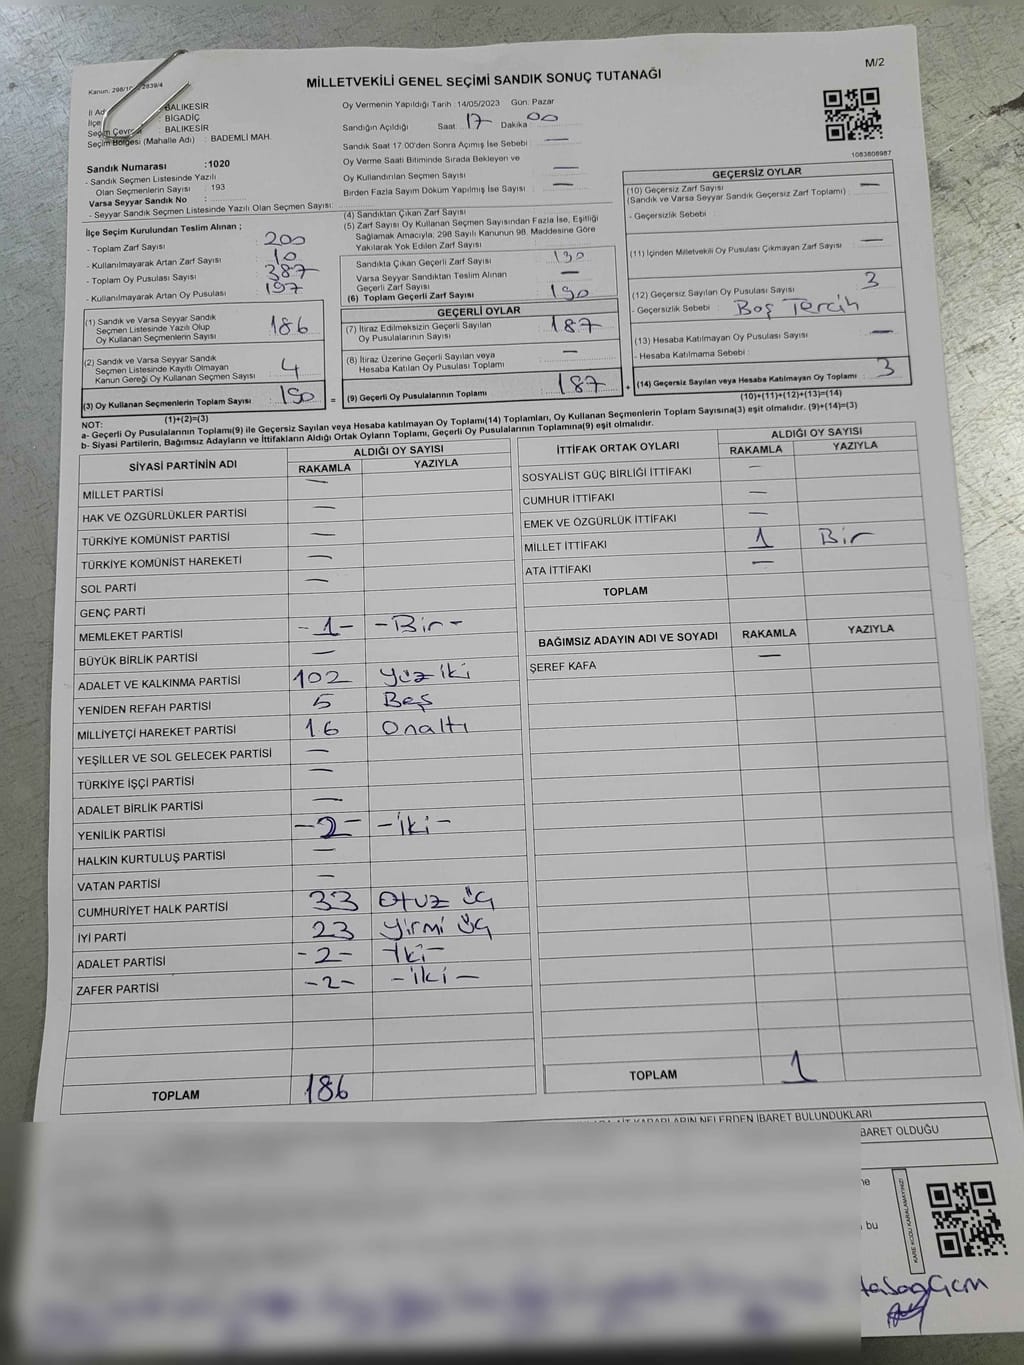 M/2
MİLLETVEKİLİ GENEL SEÇİMİ SANDIK SONUÇ TUTANAĞI
Kanun. 298/10 2839/4
İl Ad BALIKESİR
İlçe BİGADİÇ
Seçim Çevre BALIKESİR
Seçim Bölgesi (Mahalle Adı) : BADEMLİ MAH.
Sandık Numarası :1020
- Sandık Seçmen Listesinde Yazılı
Olan Seçmenlerin Sayısı : 193
Varsa Seyyar Sandık No :
- Seyyar Sandık Seçmen Listesinde Yazılı Olan Seçmen Sayısı:
Oy Vermenin Yapıldığı Tarih : 14/05/2023 Gün: Pazar
Sandığın Açıldığı Saat: 17 Dakika 00
Sandık Saat 17:00'den Sonra Açımış İse Sebebi —
Oy Verme Saati Bitiminde Sırada Bekleyen ve
Oy Kullandırılan Seçmen Sayısı —
Birden Fazla Sayım Döküm Yapılmış İse Sayısı : —
1083808987
İlçe Seçim Kurulundan Teslim Alınan ;
- Toplam Zarf Sayısı : 200
- Kullanılmayarak Artan Zarf Sayısı : 10
- Toplam Oy Pusulası Sayısı : 387
- Kullanılmayarak Artan Oy Pusulası : 197
(1) Sandık ve Varsa Seyyar Sandık
Seçmen Listesinde Yazılı Olup
Oy Kullanan Seçmenlerin Sayısı : 186
(2) Sandık ve Varsa Seyyar Sandık
Seçmen Listesinde Kayıtlı Olmayan
Kanun Gereği Oy Kullanan Seçmen Sayısı : 4
(3) Oy Kullanan Seçmenlerin Toplam Sayısı : 190
(1)+(2)=(3)
(4) Sandıktan Çıkan Zarf Sayısı
(5) Zarf Sayısı Oy Kullanan Seçmen Sayısından Fazla İse, Eşitliği
Sağlamak Amacıyla, 298 Sayılı Kanunun 98. Maddesine Göre
Yakılarak Yok Edilen Zarf Sayısı
Sandıkta Çıkan Geçerli Zarf Sayısı : 190
Varsa Seyyar Sandıktan Teslim Alınan
Geçerli Zarf Sayısı : —
(6) Toplam Geçerli Zarf Sayısı : 190
GEÇERLİ OYLAR
(7) İtiraz Edilmeksizin Geçerli Sayılan
Oy Pusulalarının Sayısı : 187
(8) İtiraz Üzerine Geçerli Sayılan veya
Hesaba Katılan Oy Pusulası Toplamı : —
= (9) Geçerli Oy Pusulalarının Toplamı : 187 +
GEÇERSİZ OYLAR
(10) Geçersiz Zarf Sayısı
(Sandık ve Varsa Seyyar Sandık Geçersiz Zarf Toplamı) : —
- Geçersizlik Sebebi :
(11) İçinden Milletvekili Oy Pusulası Çıkmayan Zarf Sayısı : —
(12) Geçersiz Sayılan Oy Pusulası Sayısı : 3
- Geçersizlik Sebebi : Boş Tercih
(13) Hesaba Katılmayan Oy Pusulası Sayısı : —
- Hesaba Katılmama Sebebi :
(14) Geçersiz Sayılan veya Hesaba Katılmayan Oy Toplamı : 3
(10)+(11)+(12)+(13)=(14)
NOT:
a- Geçerli Oy Pusulalarının Toplamı(9) ile Geçersiz Sayılan veya Hesaba katılmayan Oy Toplamı(14) Toplamları, Oy Kullanan Seçmenlerin Toplam Sayısına(3) eşit olmalıdır. (9)+(14)=(3)
b- Siyasi Partilerin, Bağımsız Adayların ve İttifakların Aldığı Ortak Oyların Toplamı, Geçerli Oy Pusulalarının Toplamına(9) eşit olmalıdır.
SİYASİ PARTİNİN ADI ALDIĞI OY SAYISI
RAKAMLA YAZIYLA
MİLLET PARTİSİ —
HAK VE ÖZGÜRLÜKLER PARTİSİ —
TÜRKİYE KOMÜNİST PARTİSİ —
TÜRKİYE KOMÜNİST HAREKETİ —
SOL PARTİ —
GENÇ PARTİ
MEMLEKET PARTİSİ -1- -Bir-
BÜYÜK BİRLİK PARTİSİ —
ADALET VE KALKINMA PARTİSİ 102 Yüz iki
YENİDEN REFAH PARTİSİ 5 Beş
MİLLİYETÇİ HAREKET PARTİSİ 16 Onaltı
YEŞİLLER VE SOL GELECEK PARTİSİ —
TÜRKİYE İŞÇİ PARTİSİ —
ADALET BİRLİK PARTİSİ —
YENİLİK PARTİSİ -2- -iki-
HALKIN KURTULUŞ PARTİSİ —
VATAN PARTİSİ —
CUMHURİYET HALK PARTİSİ 33 Otuz üç
İYİ PARTİ 23 Yirmi üç
ADALET PARTİSİ -2- İki-
ZAFER PARTİSİ -2- -iki-
TOPLAM 186
İTTİFAK ORTAK OYLARI ALDIĞI OY SAYISI
RAKAMLA YAZIYLA
SOSYALİST GÜÇ BİRLİĞİ İTTİFAKI —
CUMHUR İTTİFAKI —
EMEK VE ÖZGÜRLÜK İTTİFAKI —
MİLLET İTTİFAKI 1 Bir
ATA İTTİFAKI —
TOPLAM
BAĞIMSIZ ADAYIN ADI VE SOYADI RAKAMLA YAZIYLA
ŞEREF KAFA —
TOPLAM 1
KARARLARIN NELERDEN İBARET BULUNDUKLARI
BARET OLDUĞU
ne
bu
KARE KODU KARALAMAYINIZ!